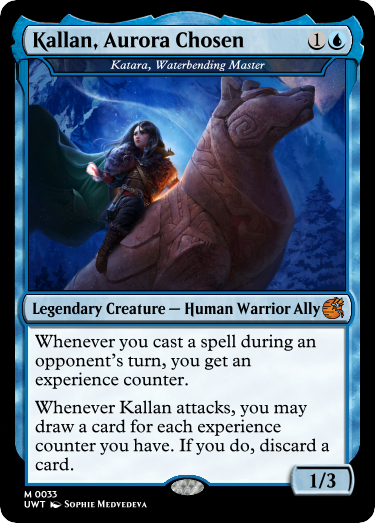 Kallan, Aurora Chosen 1
Katara, Waterbending Master
Legendary Creature — Human Warrior Ally
Whenever you cast a spell during an
opponent's turn, you get an
experience counter.
Whenever Kallan attacks, you may
draw a card for each experience
counter you have. If you do, discard a
card.
1/3
M 0033
UWT Sophie Medvedeva